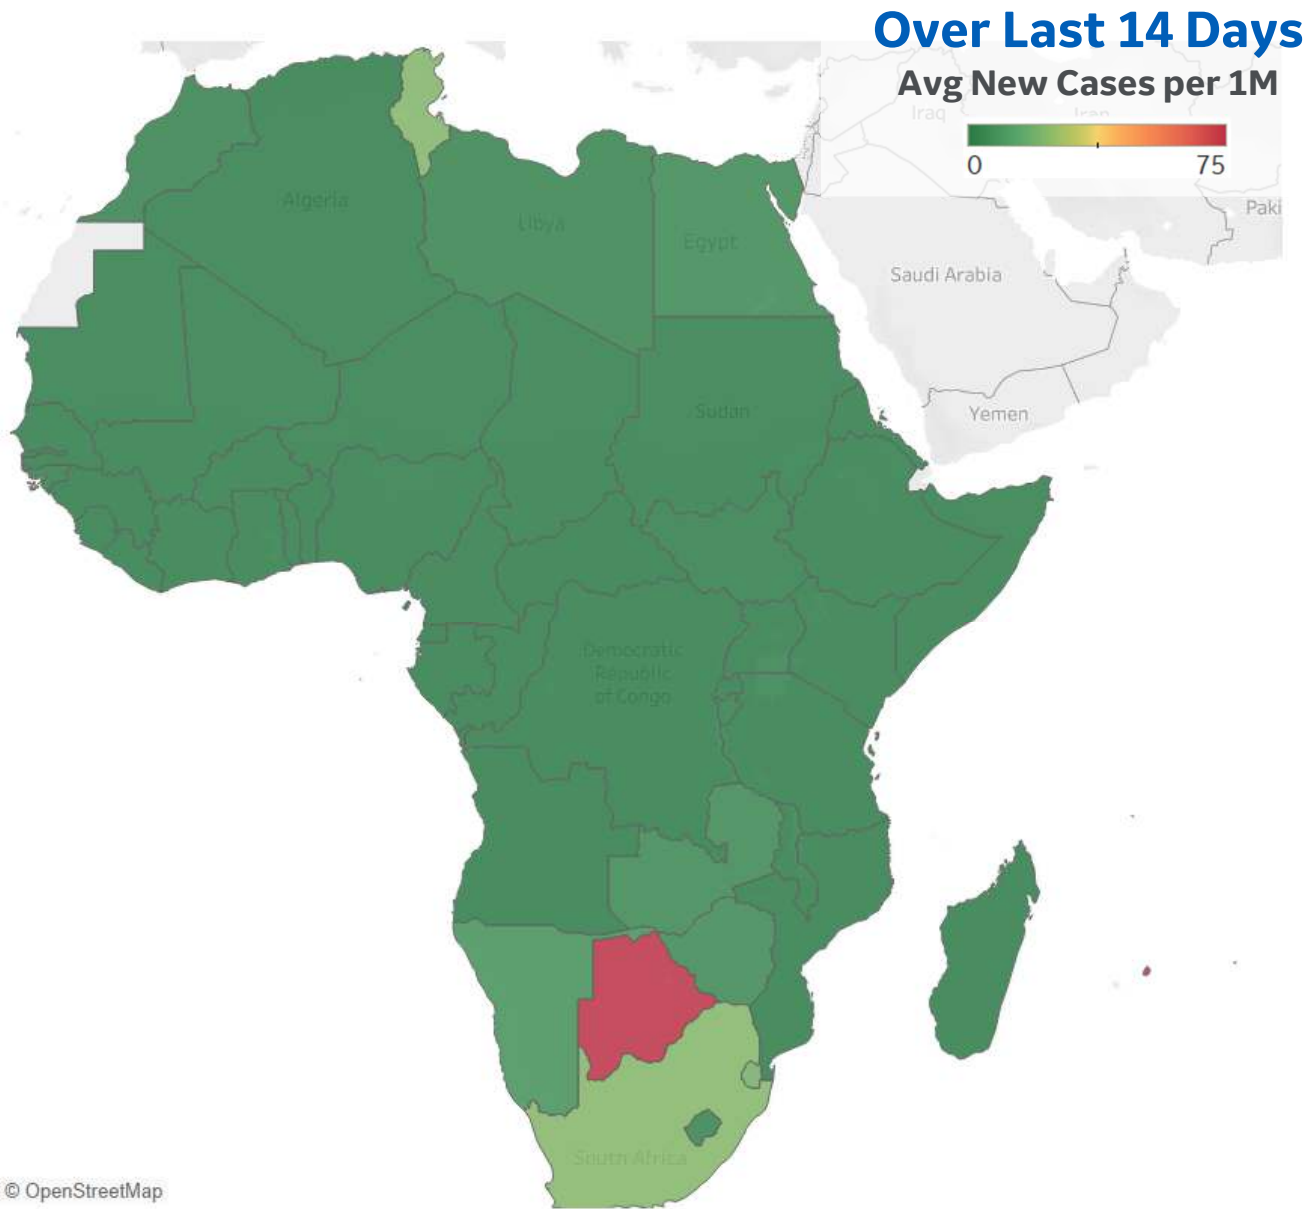 Over Last 14 Days
Avg New Cases per 1M
Iraq
Iran
0
75
Algeria
Libya
Egypt
Paki
Saudi Arabia
Sudan
Yemen
Democratic
Republic
of Congo
South Africa
© OpenStreetMap